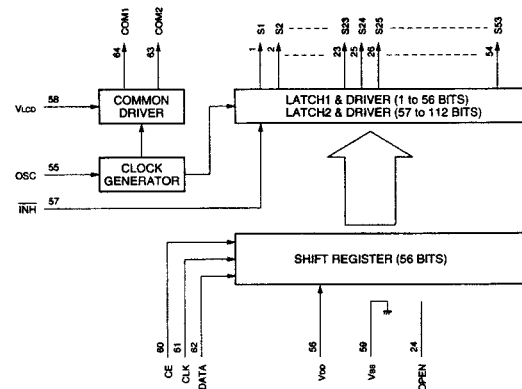 COM1
COM2
S1
S2
S23
S24
S25
S53
64
63
1
2
23
25
26
54
VLCD
58
COMMON
DRIVER
LATCH1 & DRIVER (1 to 56 BITS)
LATCH2 & DRIVER (57 to 112 BITS)
OSC
55
CLOCK
GENERATOR
INH
57
SHIFT REGISTER (56 BITS)
60
61
62
56
59
24
CE
CLK
DATA
VDD
VSS
OPEN